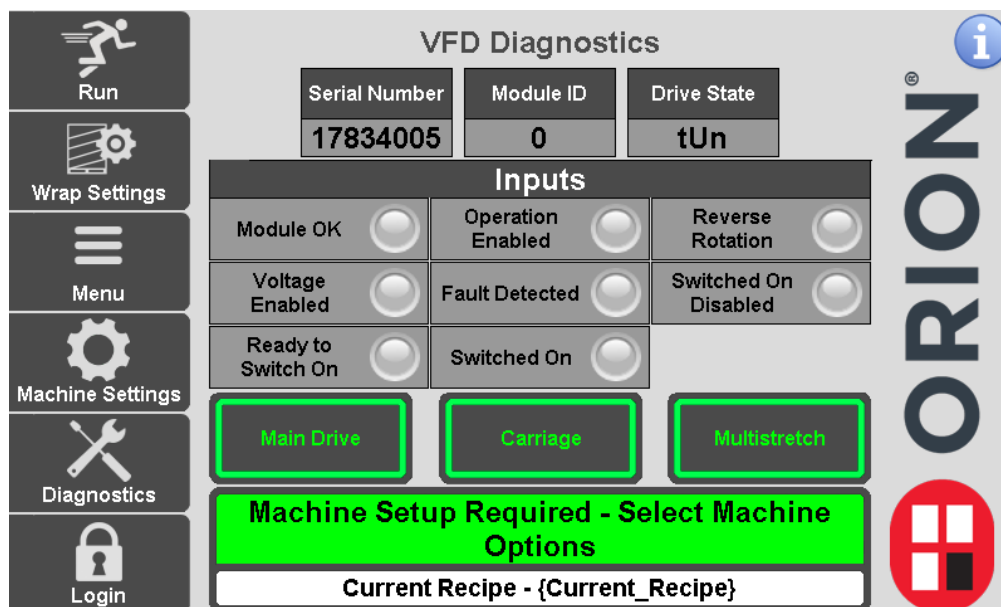 VFD Diagnostics
i
Run
Wrap Settings
Menu
Machine Settings
Diagnostics
Login
Serial Number
Module ID
Drive State
17834005
0
tUn
Inputs
Module OK
Operation
Enabled
Reverse
Rotation
Voltage
Enabled
Fault Detected
Switched On
Disabled
Ready to
Switch On
Switched On
Main Drive
Carriage
Multistretch
Machine Setup Required - Select Machine
Options
Current Recipe - {Current_Recipe}
ORION®